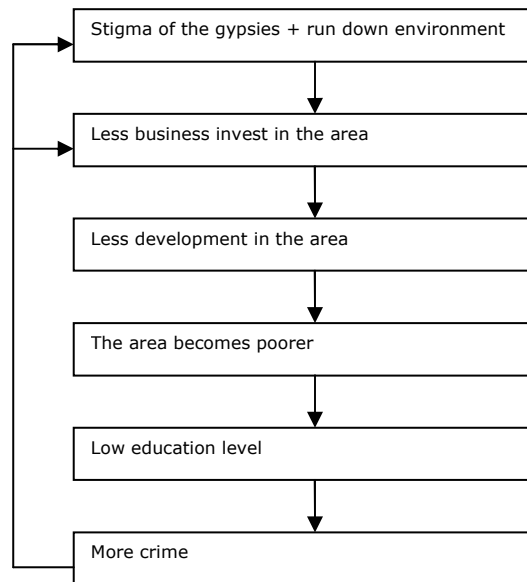 Stigma of the gypsies + run down environment
Less business invest in the area
Less development in the area
The area becomes poorer
Low education level
More crime